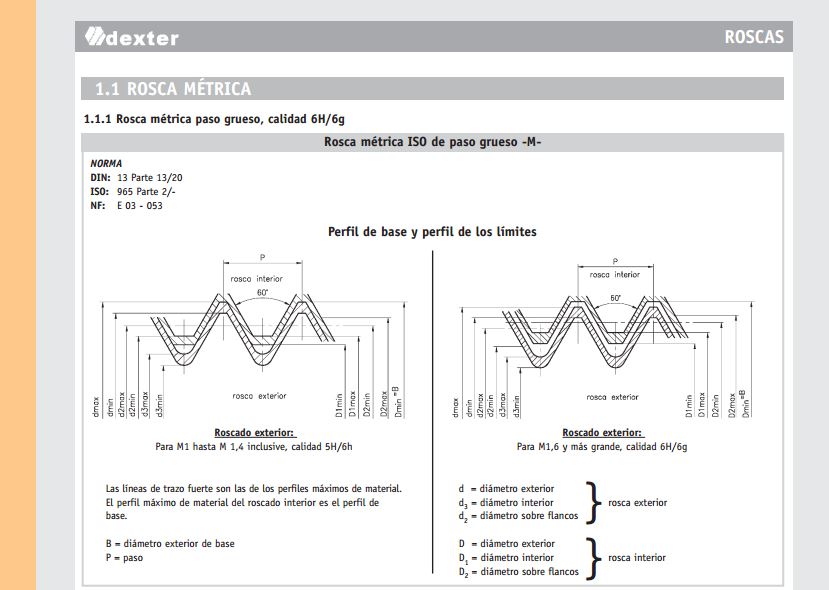 dexter
ROSCAS
1.1 ROSCA MÉTRICA
1.1.1 Rosca métrica paso grueso, calidad 6H/6g
Rosca métrica ISO de paso grueso -M-
NORMA
DIN: 13 Parte 13/20
ISO: 965 Parte 2/-
NF: E 03 - 053
Perfil de base y perfil de los límites
P
rosca interior
60°
rosca exterior
dmax
dmin
d2max
d2min
d3max
d3min
D1min
D1max
D2min
D2max
Dmin =B
Roscado exterior:
Para M1 hasta M 1,4 inclusive, calidad 5H/6h
P
rosca interior
60°
rosca exterior
dmax
dmin
d2max
d2min
d3max
d3min
D1min
D1max
D2min
D2max
Dmin =B
Roscado exterior:
Para M1,6 y más grande, calidad 6H/6g
Las líneas de trazo fuerte son las de los perfiles máximos de material.
El perfil máximo de material del roscado interior es el perfil de
base.
B = diámetro exterior de base
P = paso
d = diámetro exterior
d3 = diámetro interior
d2 = diámetro sobre flancos
rosca exterior
D = diámetro exterior
D1 = diámetro interior
D2 = diámetro sobre flancos
rosca interior